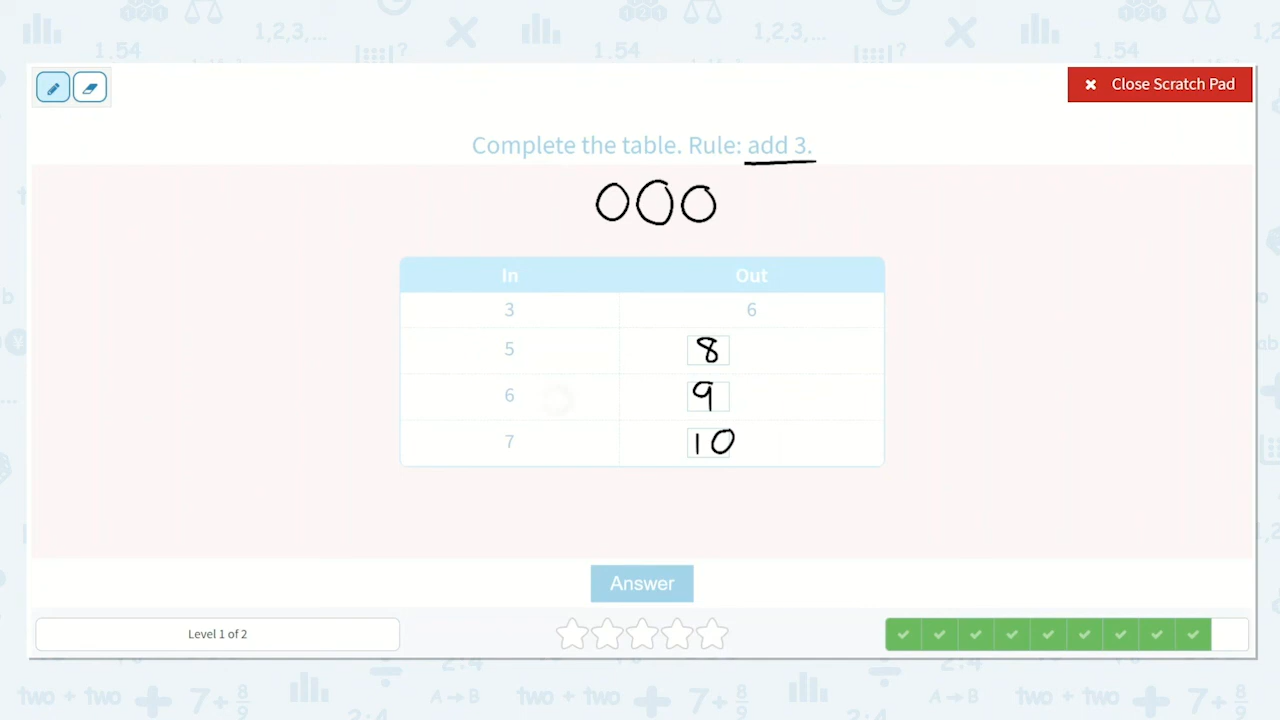 Close Scratch Pad
Complete the table. Rule: add 3.
000
In Out
3 6
5 8
6 9
7 10
Answer
Level 1 of 2